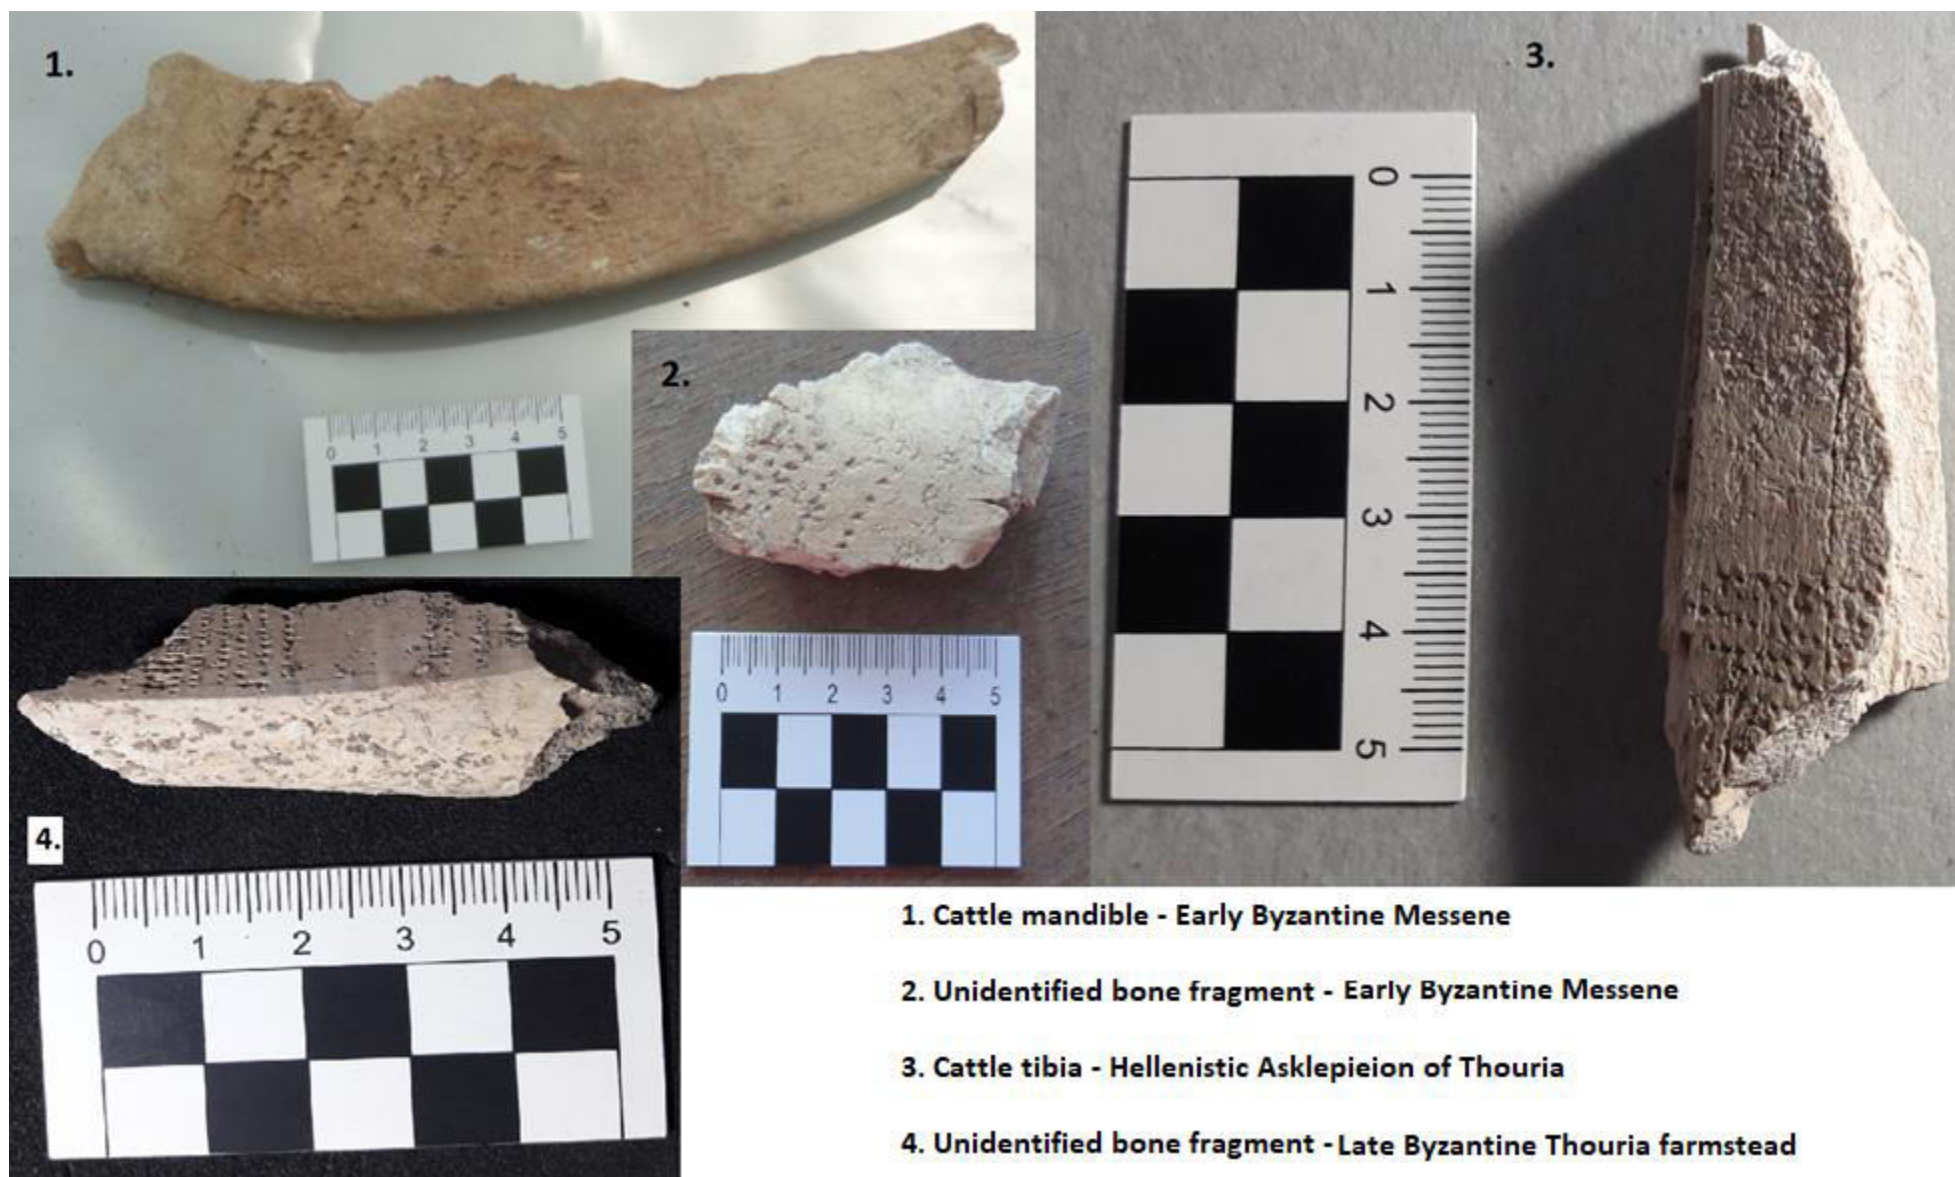 1.
0 1 2 3 4 5
2.
0 1 2 3 4 5
3.
0
1
2
3
4
5
4.
0 1 2 3 4 5
1. Cattle mandible - Early Byzantine Messene
2. Unidentified bone fragment - Early Byzantine Messene
3. Cattle tibia - Hellenistic Asklepieion of Thouria
4. Unidentified bone fragment - Late Byzantine Thouria farmstead